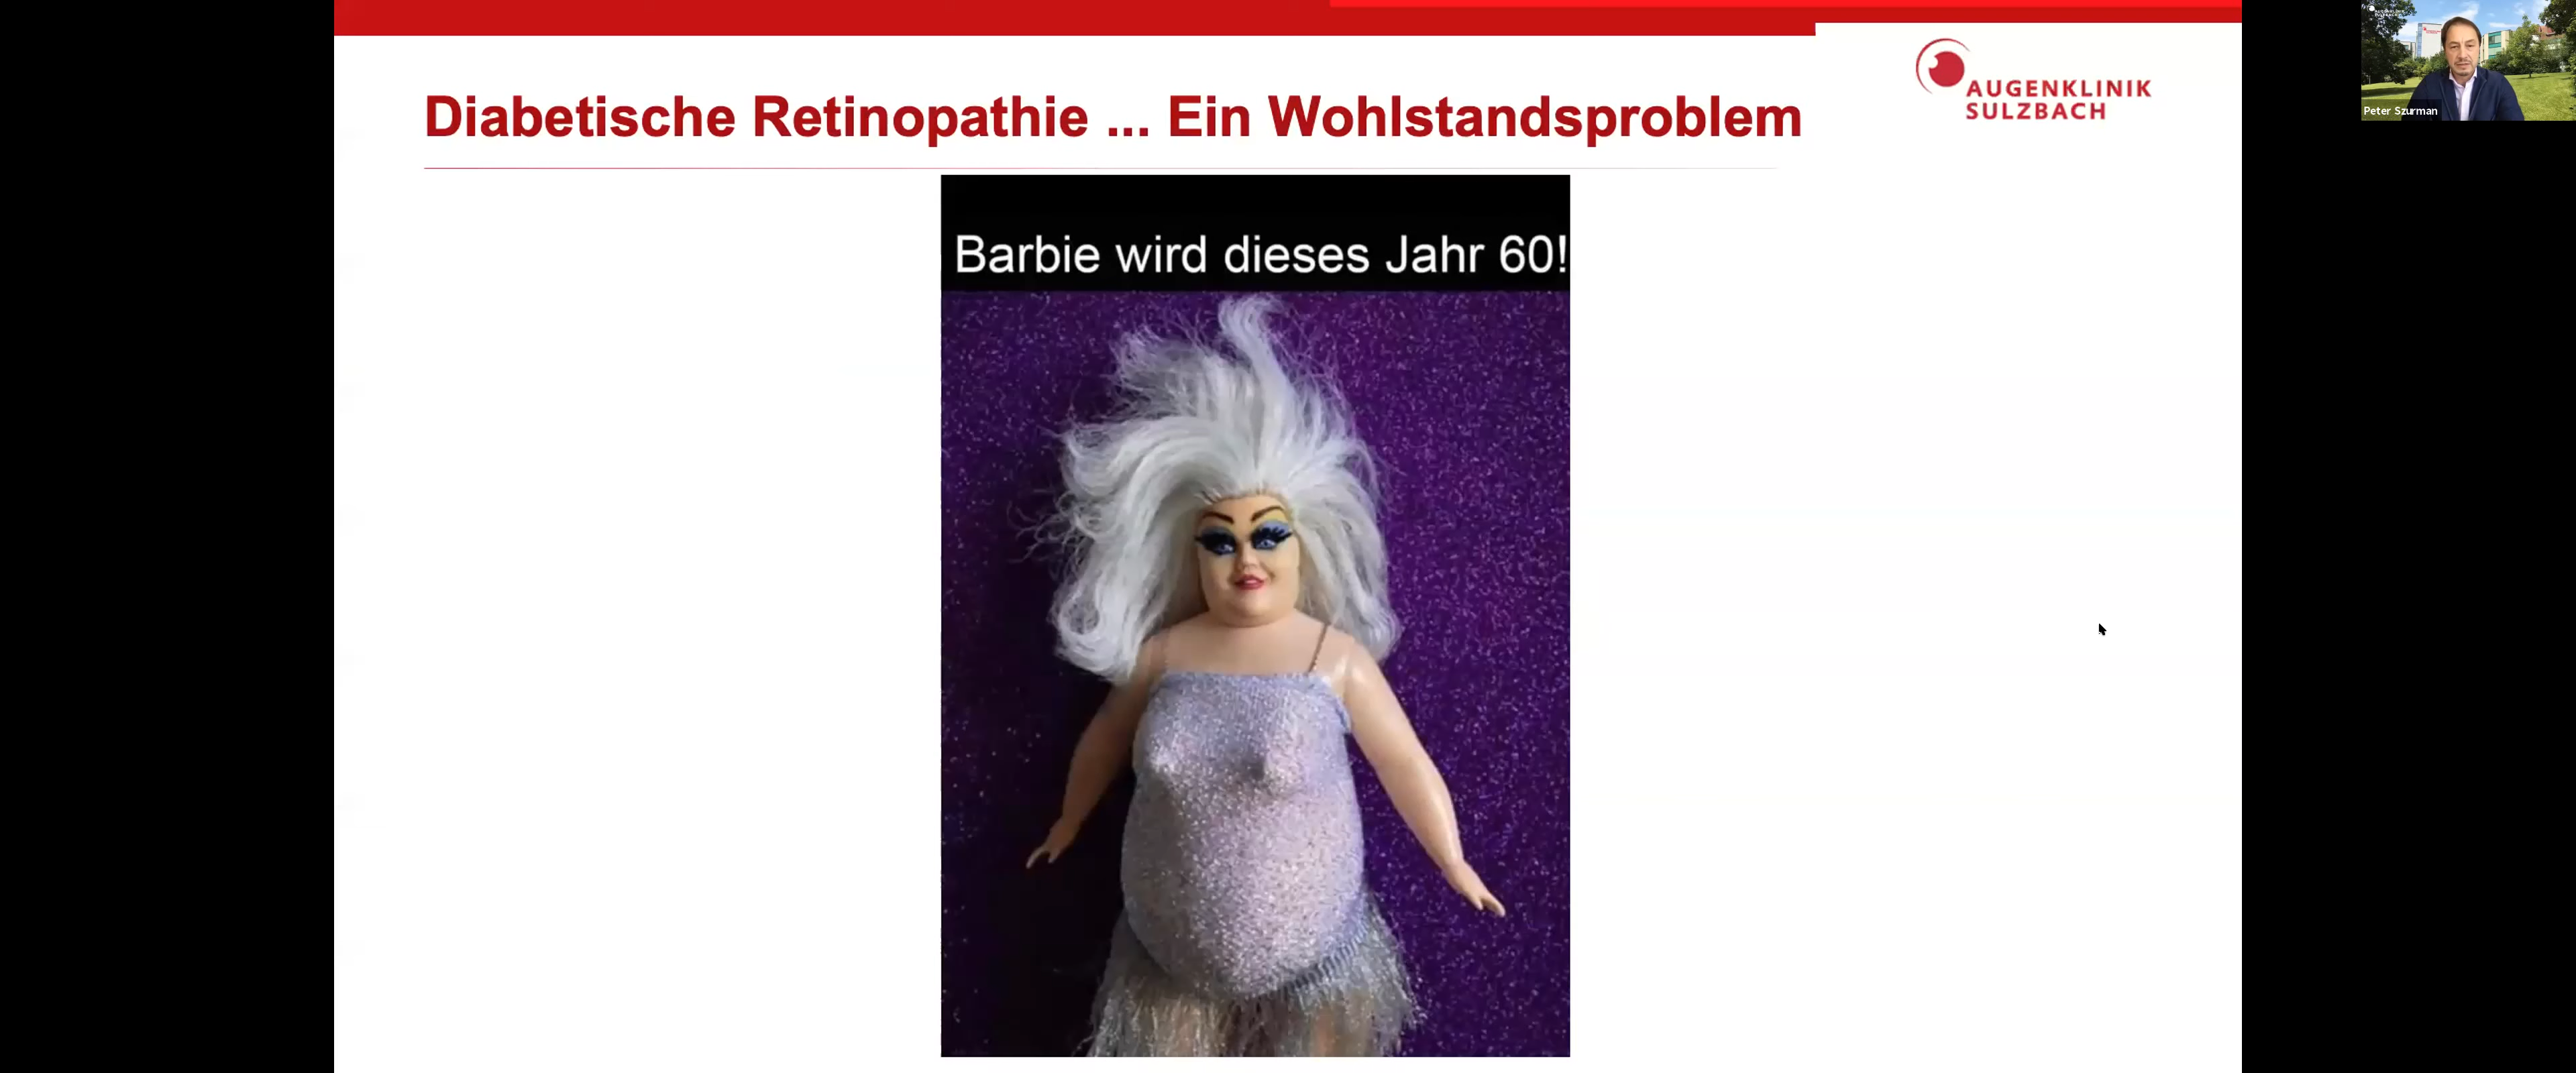 Diabetische Retinopathie ... Ein Wohlstandsproblem
AUGENKLINIK
SULZBACH
Peter Szurman
Barbie wird dieses Jahr 60!